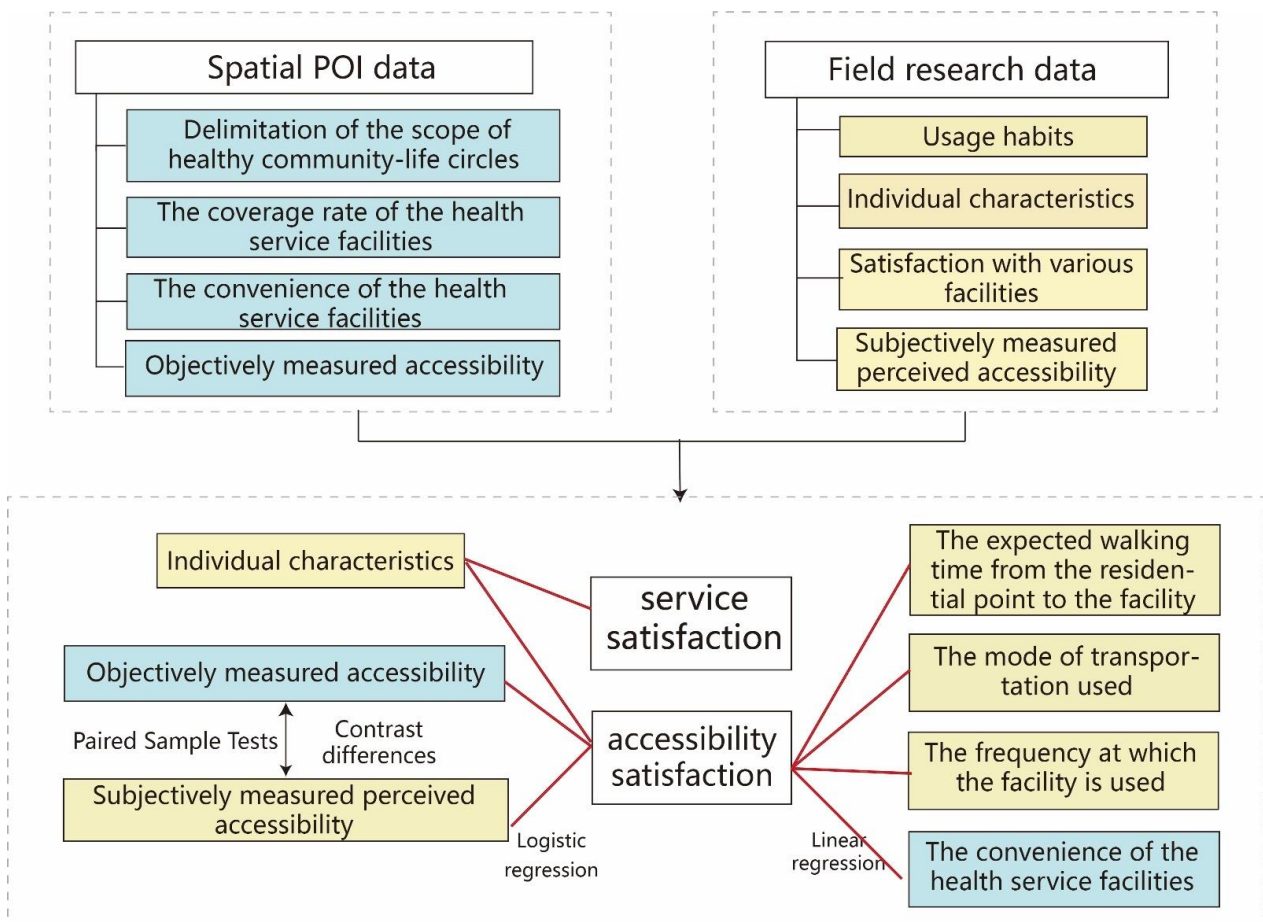 Spatial POI data
Delimitation of the scope of
healthy community-life circles
The coverage rate of the health
service facilities
The convenience of the health
service facilities
Objectively measured accessibility
Field research data
Usage habits
Individual characteristics
Satisfaction with various
facilities
Subjectively measured
perceived accessibility
Individual characteristics
Objectively measured accessibility
Paired Sample Tests
Contrast
differences
Subjectively measured perceived
accessibility
Logistic
regression
service
satisfaction
accessibility
satisfaction
Linear
regression
The expected walking
time from the residen-
tial point to the facility
The mode of transpor-
tation used
The frequency at which
the facility is used
The convenience of the
health service facilities